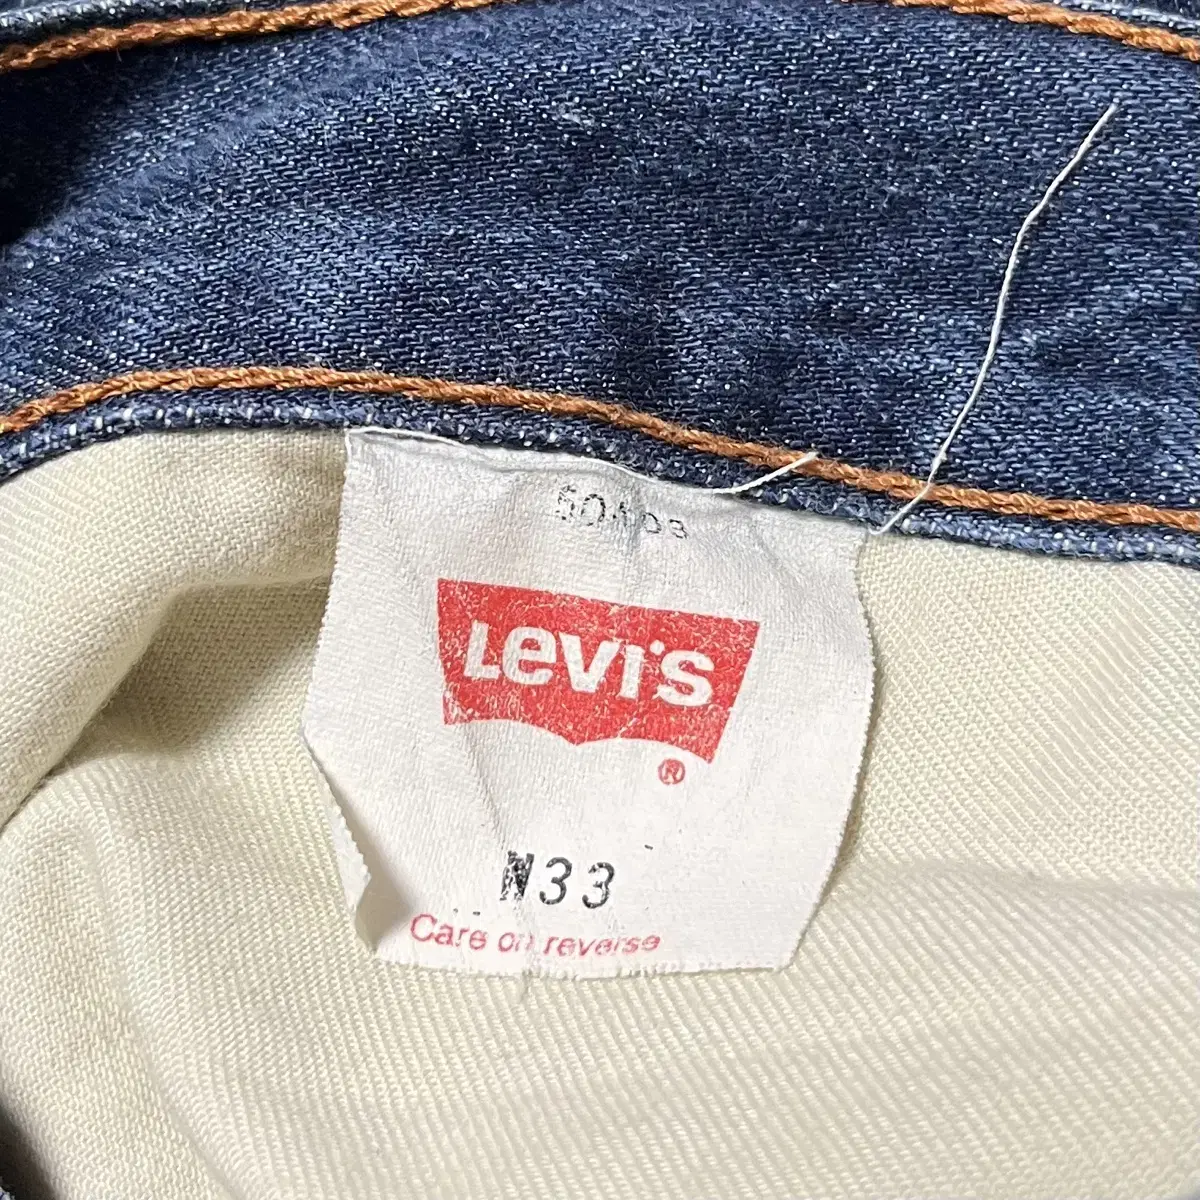 LEVI'S
®
W33
Care on reverse